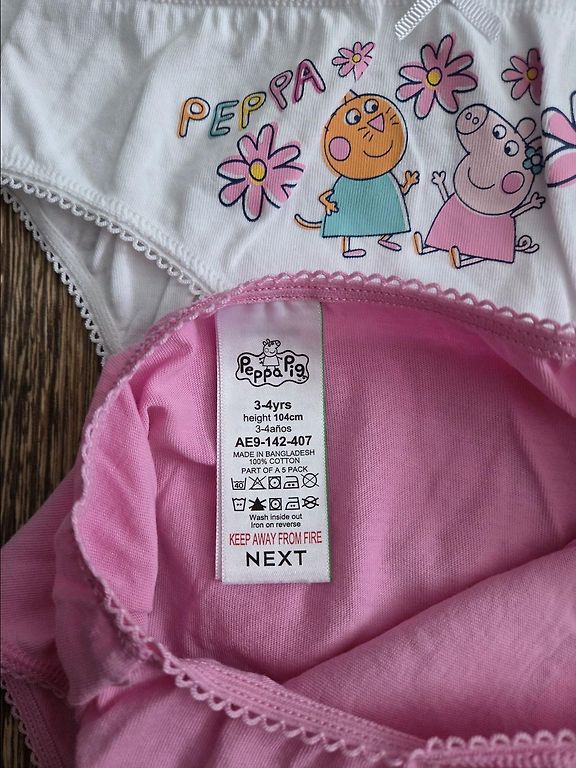 PEPPA
Peppa Pig
3-4yrs
height 104cm
3-4años
AE9-142-407
MADE IN BANGLADESH
100% COTTON
PART OF A 5 PACK
40
Wash inside out
Iron on reverse
KEEP AWAY FROM FIRE
NEXT